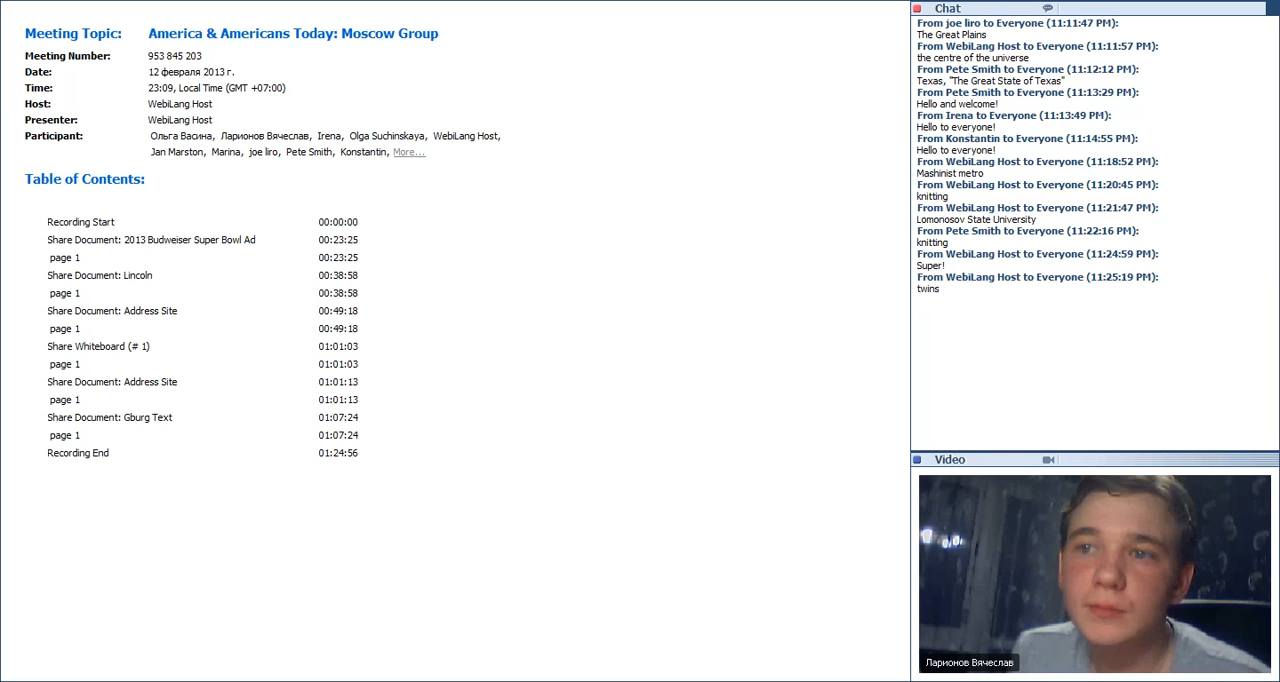 Meeting Topic: America & Americans Today: Moscow Group
Meeting Number: 953 845 203
Date: 12 февраля 2013 г.
Time: 23:09, Local Time (GMT +07:00)
Host: WebiLang Host
Presenter: WebiLang Host
Participant: Ольга Васина, Ларионов Вячеслав, Irena, Olga Suchinskaya, WebiLang Host,
Jan Marston, Marina, joe liro, Pete Smith, Konstantin, More...
Table of Contents:
Recording Start 00:00:00
Share Document: 2013 Budweiser Super Bowl Ad 00:23:25
page 1 00:23:25
Share Document: Lincoln 00:38:58
page 1 00:38:58
Share Document: Address Site 00:49:18
page 1 00:49:18
Share Whiteboard (# 1) 01:01:03
page 1 01:01:03
Share Document: Address Site 01:01:13
page 1 01:01:13
Share Document: Gburg Text 01:07:24
page 1 01:07:24
Recording End 01:24:56
Chat
From joe liro to Everyone (11:11:47 PM):
The Great Plains
From WebiLang Host to Everyone (11:11:57 PM):
the centre of the universe
From Pete Smith to Everyone (11:12:12 PM):
Texas, "The Great State of Texas"
From Pete Smith to Everyone (11:13:29 PM):
Hello and welcome!
From Irena to Everyone (11:13:49 PM):
Hello to everyone!
From Konstantin to Everyone (11:14:55 PM):
Hello to everyone!
From WebiLang Host to Everyone (11:18:52 PM):
Mashinist metro
From WebiLang Host to Everyone (11:20:45 PM):
knitting
From WebiLang Host to Everyone (11:21:47 PM):
Lomonosov State University
From Pete Smith to Everyone (11:22:16 PM):
knitting
From WebiLang Host to Everyone (11:24:59 PM):
Super!
From WebiLang Host to Everyone (11:25:19 PM):
twins
Video
Ларионов Вячеслав